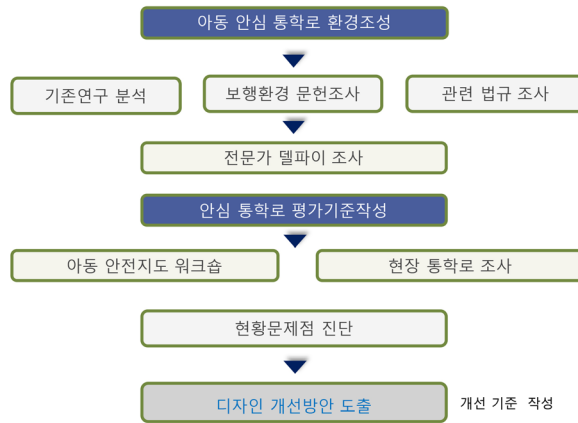 아동 안심 통학로 환경조성
기존연구 분석
보행환경 문헌조사
관련 법규 조사
전문가 델파이 조사
안심 통학로 평가기준작성
아동 안전지도 워크숍
현장 통학로 조사
현황문제점 진단
디자인 개선방안 도출
개선 기준 작성